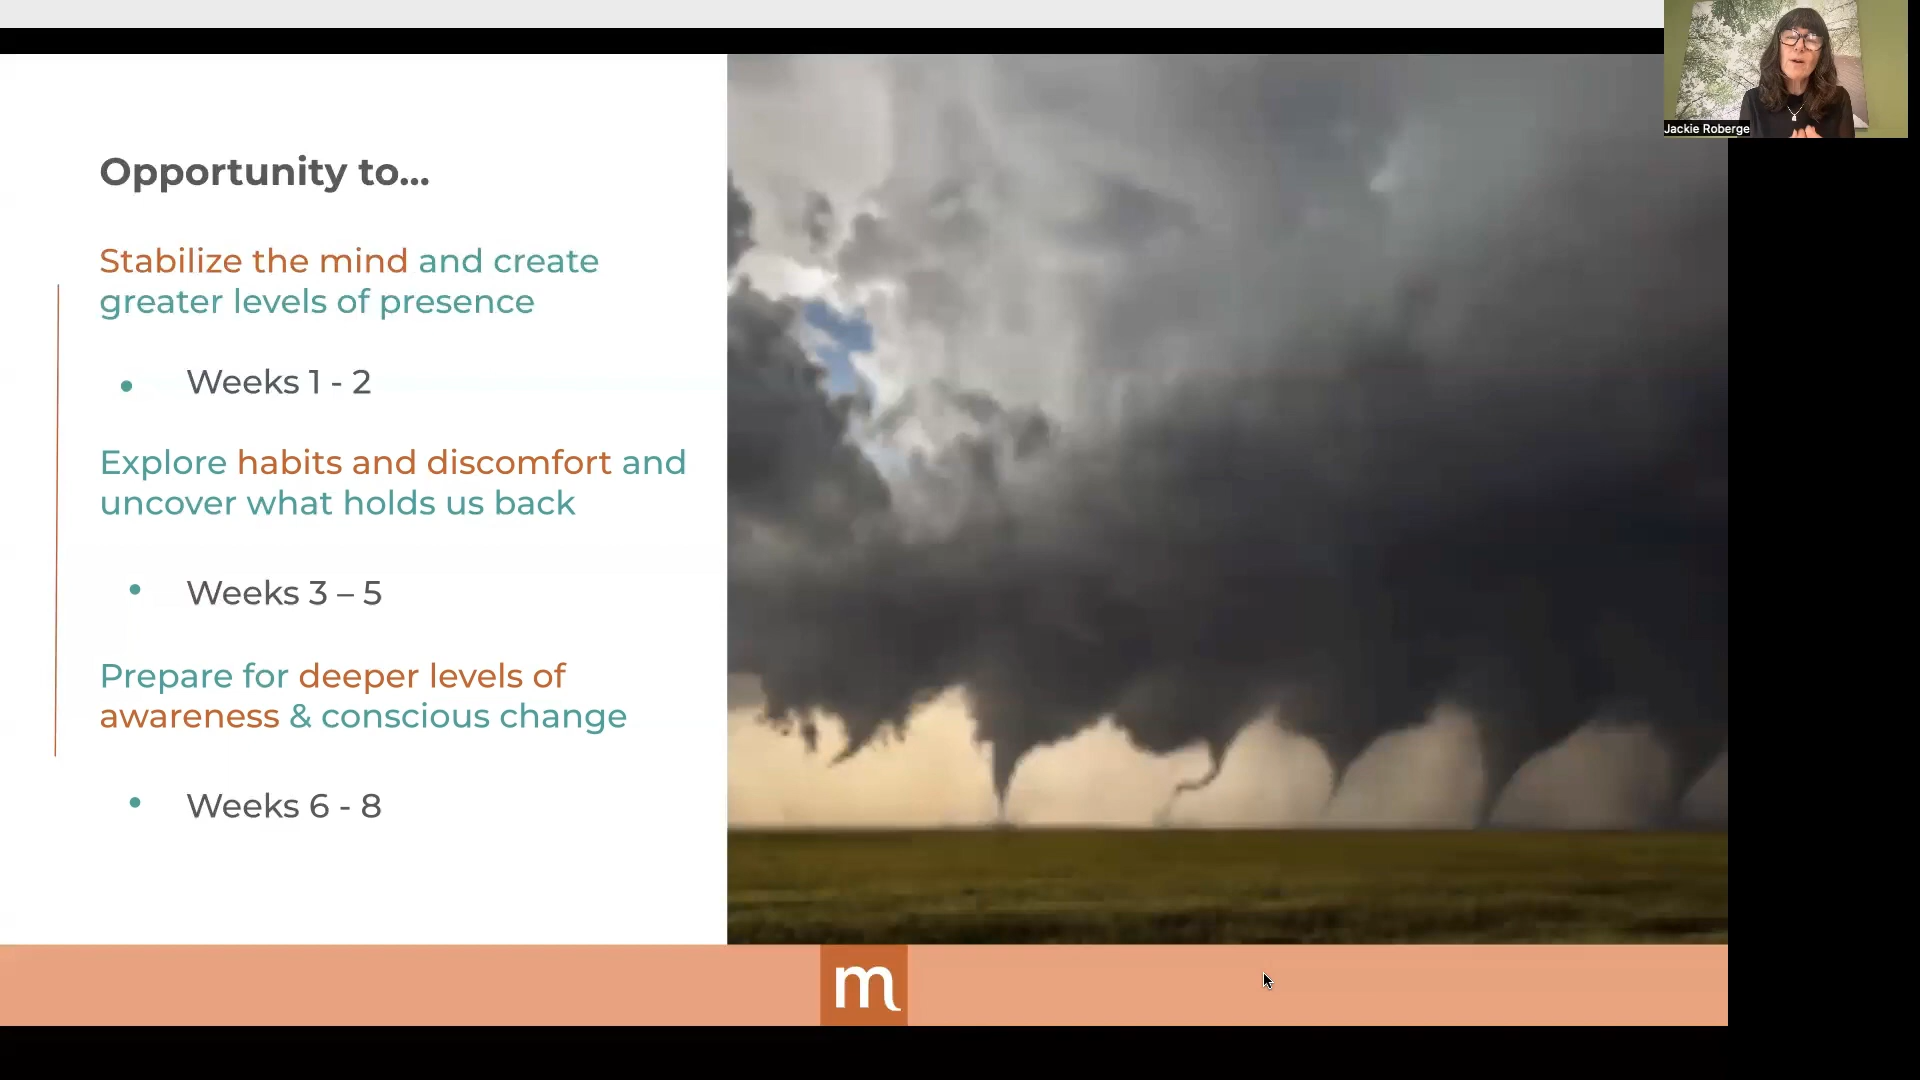 Jackie Roberge
Opportunity to...
Stabilize the mind and create
greater levels of presence
• Weeks 1 - 2
Explore habits and discomfort and
uncover what holds us back
• Weeks 3 – 5
Prepare for deeper levels of
awareness & conscious change
• Weeks 6 - 8
m